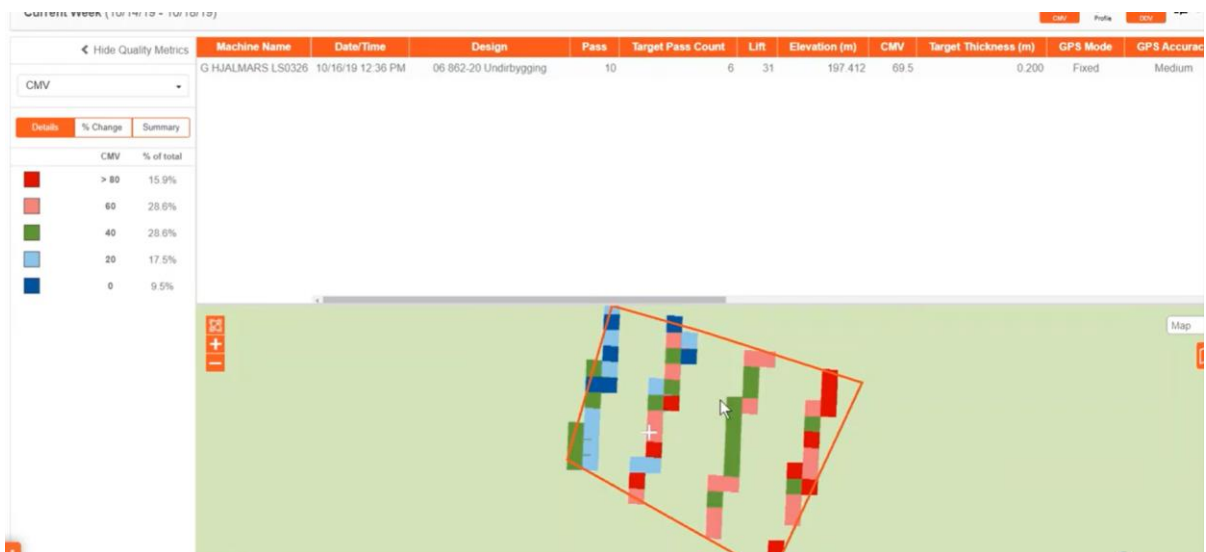 Current Week (10/14/19 - 10/18/19)
CMV Profile CCV
Hide Quality Metrics
Machine Name Date/Time Design Pass Target Pass Count Lift Elevation (m) CMV Target Thickness (m) GPS Mode GPS Accurac
G HJALMARS LS0326 10/16/19 12:36 PM 06 862-20 Undirbygging 10 6 31 197.412 69.5 0.200 Fixed Medium
CMV
Details % Change Summary
CMV % of total
> 80 15.9%
60 28.6%
40 28.6%
20 17.5%
0 9.5%
Map